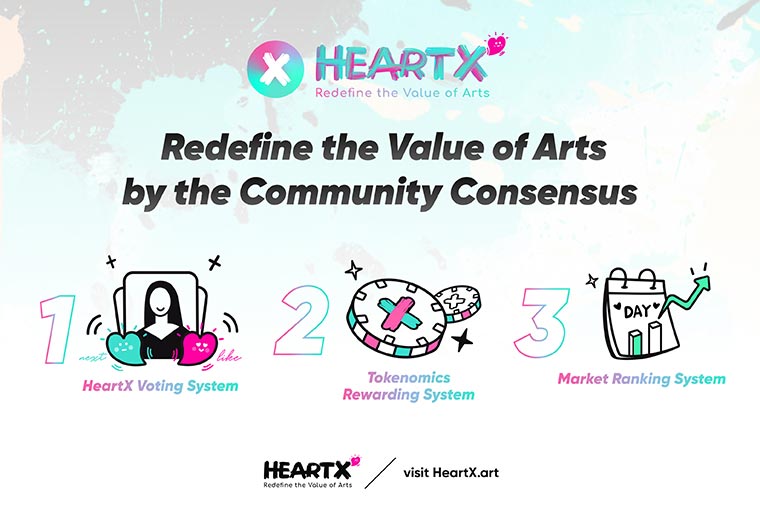 X HEARTX
Redefine the Value of Arts
Redefine the Value of Arts
by the Community Consensus
1
next
like
HeartX Voting System
2
X
X
Tokenomics
Rewarding System
3
DAY
Market Ranking System
HEARTX
Redefine the Value of Arts
visit HeartX.art